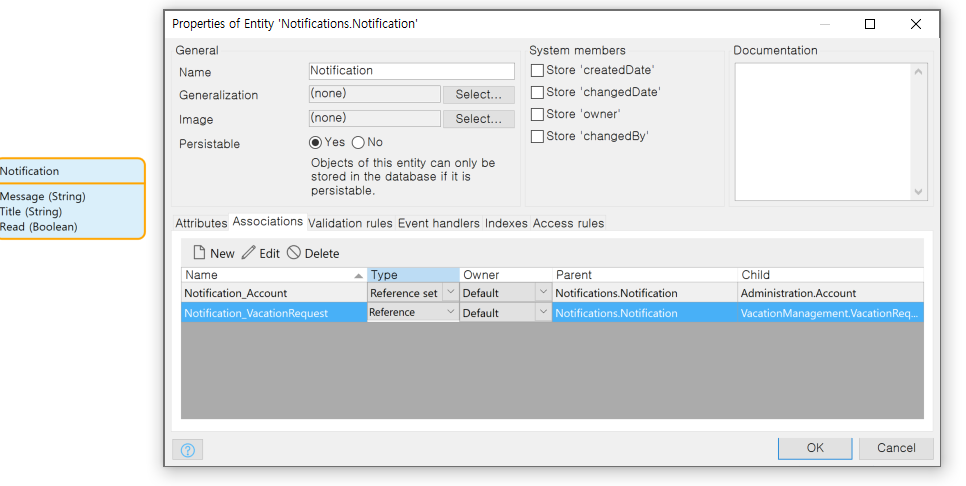 Properties of Entity 'Notifications.Notification'
General
Name
Notification
Generalization
(none)
Select...
Image
(none)
Select...
Persistable
Yes
No
Objects of this entity can only be
stored in the database if it is
persistable.
System members
Store 'createdDate'
Store 'changedDate'
Store 'owner'
Store 'changedBy'
Documentation
Notification
Message (String)
Title (String)
Read (Boolean)
Attributes Associations Validation rules Event handlers Indexes Access rules
New Edit Delete
Name Type Owner Parent Child
Notification_Account Reference set Default Notifications.Notification Administration.Account
Notification_VacationRequest Reference Default Notifications.Notification VacationManagement.VacationReq...
?
OK
Cancel